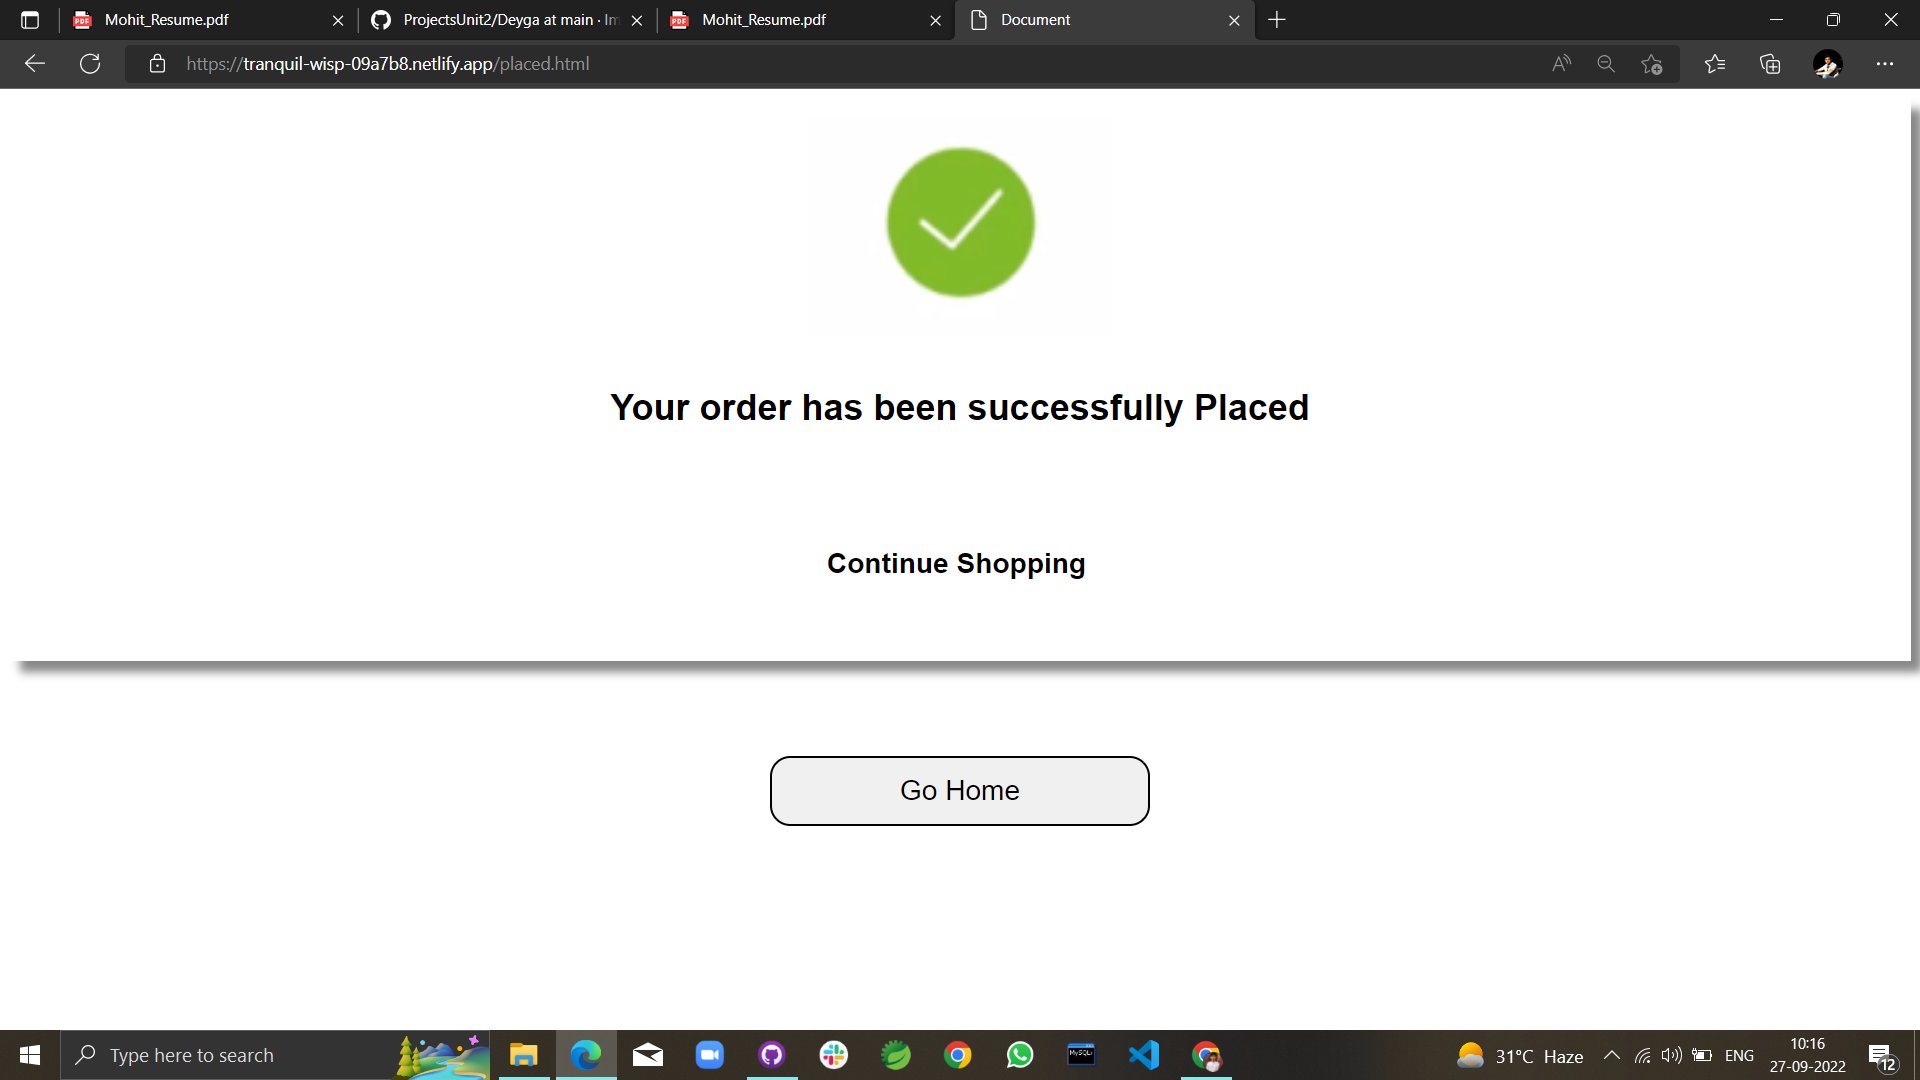 Mohit_Resume.pdf
ProjectsUnit2/Deyga at main · Im
Mohit_Resume.pdf
Document
https://tranquil-wisp-09a7b8.netlify.app/placed.html
Your order has been successfully Placed
Continue Shopping
Go Home
Type here to search
MySQL
31°C Haze
ENG
10:16
27-09-2022
12